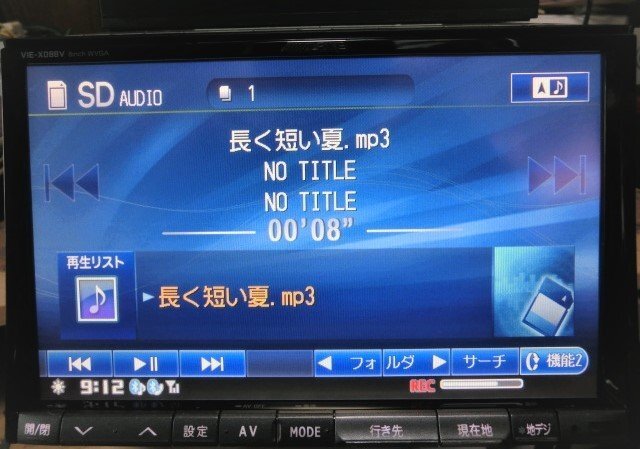 VIE-X088V 8inch WVGA
SD AUDIO
1
長く短い夏.mp3
NO TITLE
NO TITLE
00'08"
再生リスト
長く短い夏.mp3
フォルダ サーチ 機能2
9:12 REC
開/閉 設定 AV MODE 行き先 現在地 *地デジ